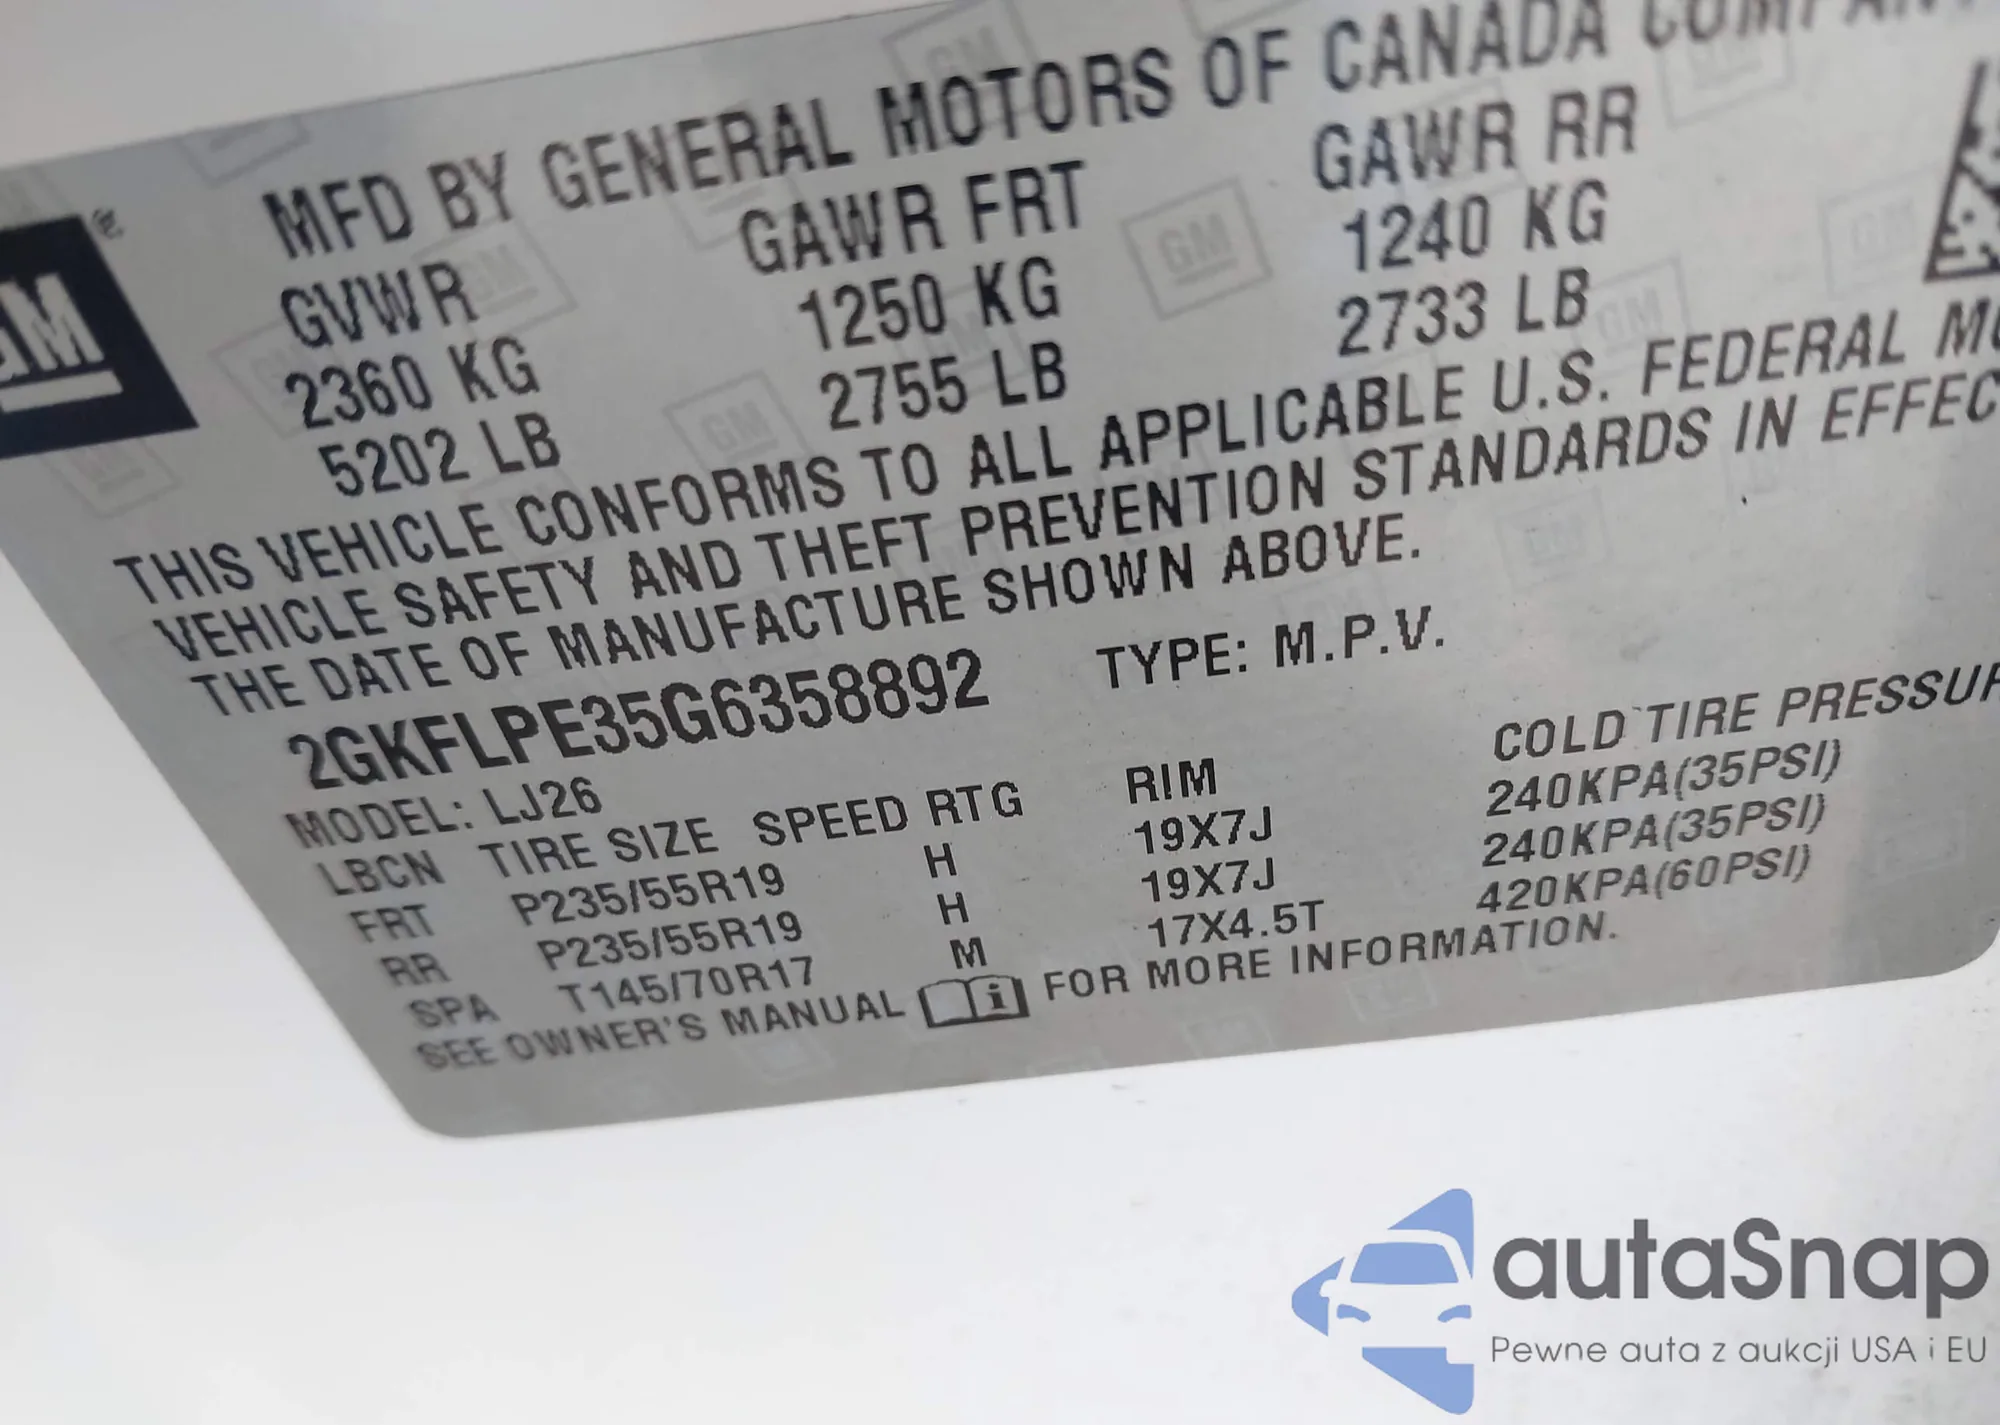 MFD BY GENERAL MOTORS OF CANADA
GVWR GAWR FRT GAWR RR
2360 KG 1250 KG 1240 KG
5202 LB 2755 LB 2733 LB
THIS VEHICLE CONFORMS TO ALL APPLICABLE U.S. FEDERAL
VEHICLE SAFETY AND THEFT PREVENTION STANDARDS IN EFFEC
THE DATE OF MANUFACTURE SHOWN ABOVE.
2GKFLPE35G6358892 TYPE: M.P.V.
MODEL: LJ26
LBCN TIRE SIZE SPEED RTG RIM COLD TIRE PRESSUR
FRT P235/55R19 H 19X7J 240KPA(35PSI)
RR P235/55R19 H 19X7J 240KPA(35PSI)
SPA T145/70R17 M 17X4.5T 420KPA(60PSI)
SEE OWNER'S MANUAL FOR MORE INFORMATION.
GM
autaSnap
Pewne auta z aukcji USA i EU